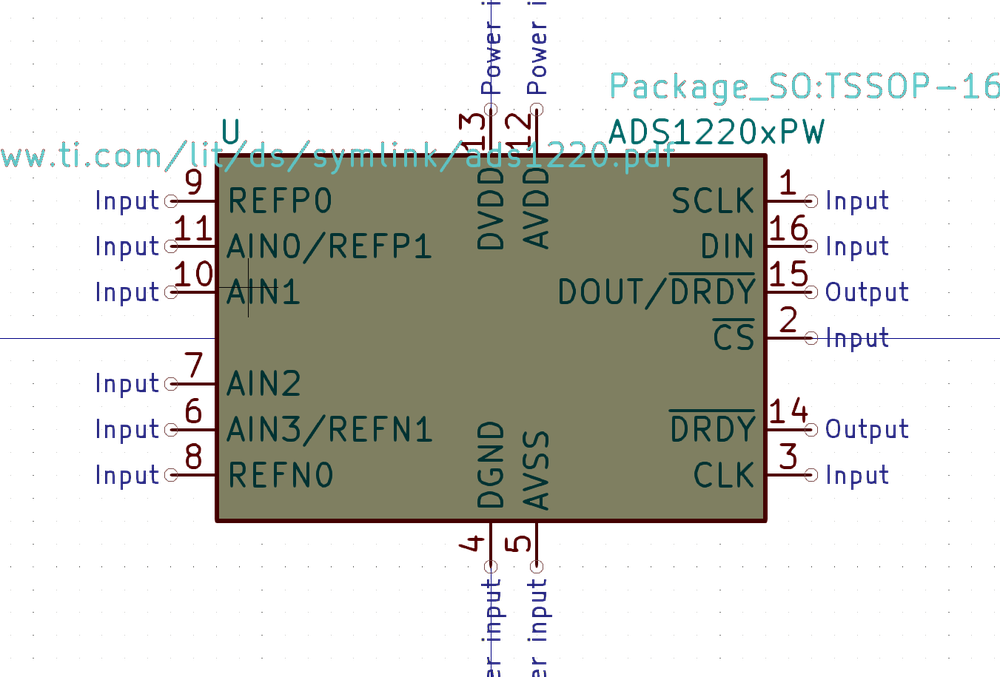 Power i
Power i
Package_SO:TSSOP-16
U
13
12
ADS1220xPW
ww.ti.com/lit/ds/symlink/ads1220.pdf
Input 9 REFP0
DVDD
AVDD
SCLK 1 Input
Input 11 AIN0/REFP1
DIN 16 Input
Input 10 AIN1
DOUT/DRDY 15 Output
CS 2 Input
Input 7 AIN2
Input 6 AIN3/REFN1
DRDY 14 Output
Input 8 REFN0
DGND
AVSS
CLK 3 Input
4
5
er input
er input